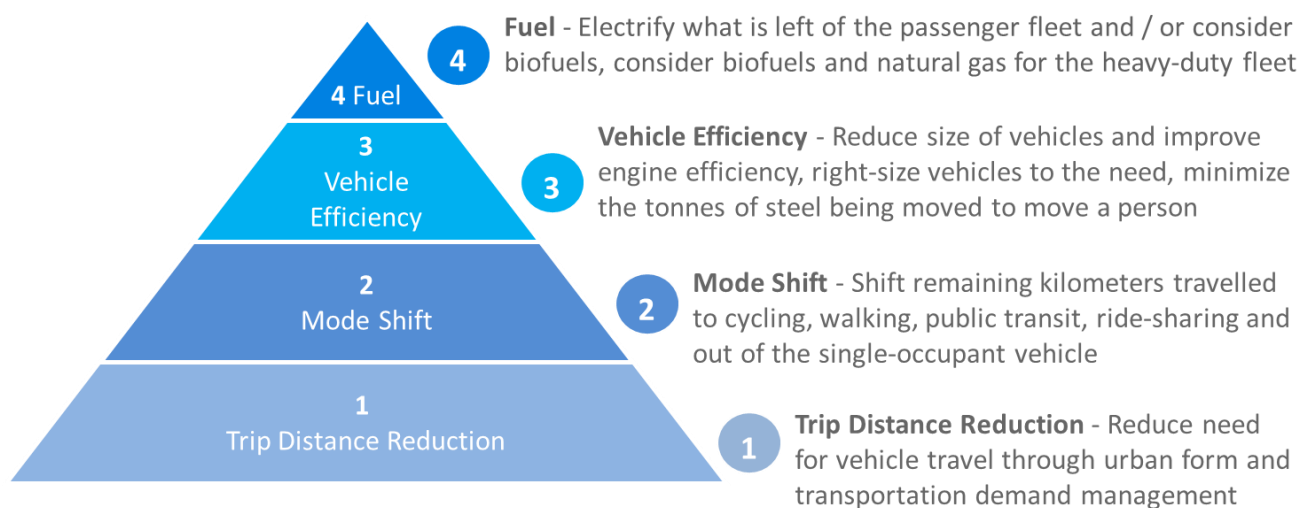 4 Fuel
4
Fuel - Electrify what is left of the passenger fleet and / or consider
biofuels, consider biofuels and natural gas for the heavy-duty fleet
3
Vehicle
Efficiency
3
Vehicle Efficiency - Reduce size of vehicles and improve
engine efficiency, right-size vehicles to the need, minimize
the tonnes of steel being moved to move a person
2
Mode Shift
2
Mode Shift - Shift remaining kilometers travelled
to cycling, walking, public transit, ride-sharing and
out of the single-occupant vehicle
1
Trip Distance Reduction
1
Trip Distance Reduction - Reduce need
for vehicle travel through urban form and
transportation demand management